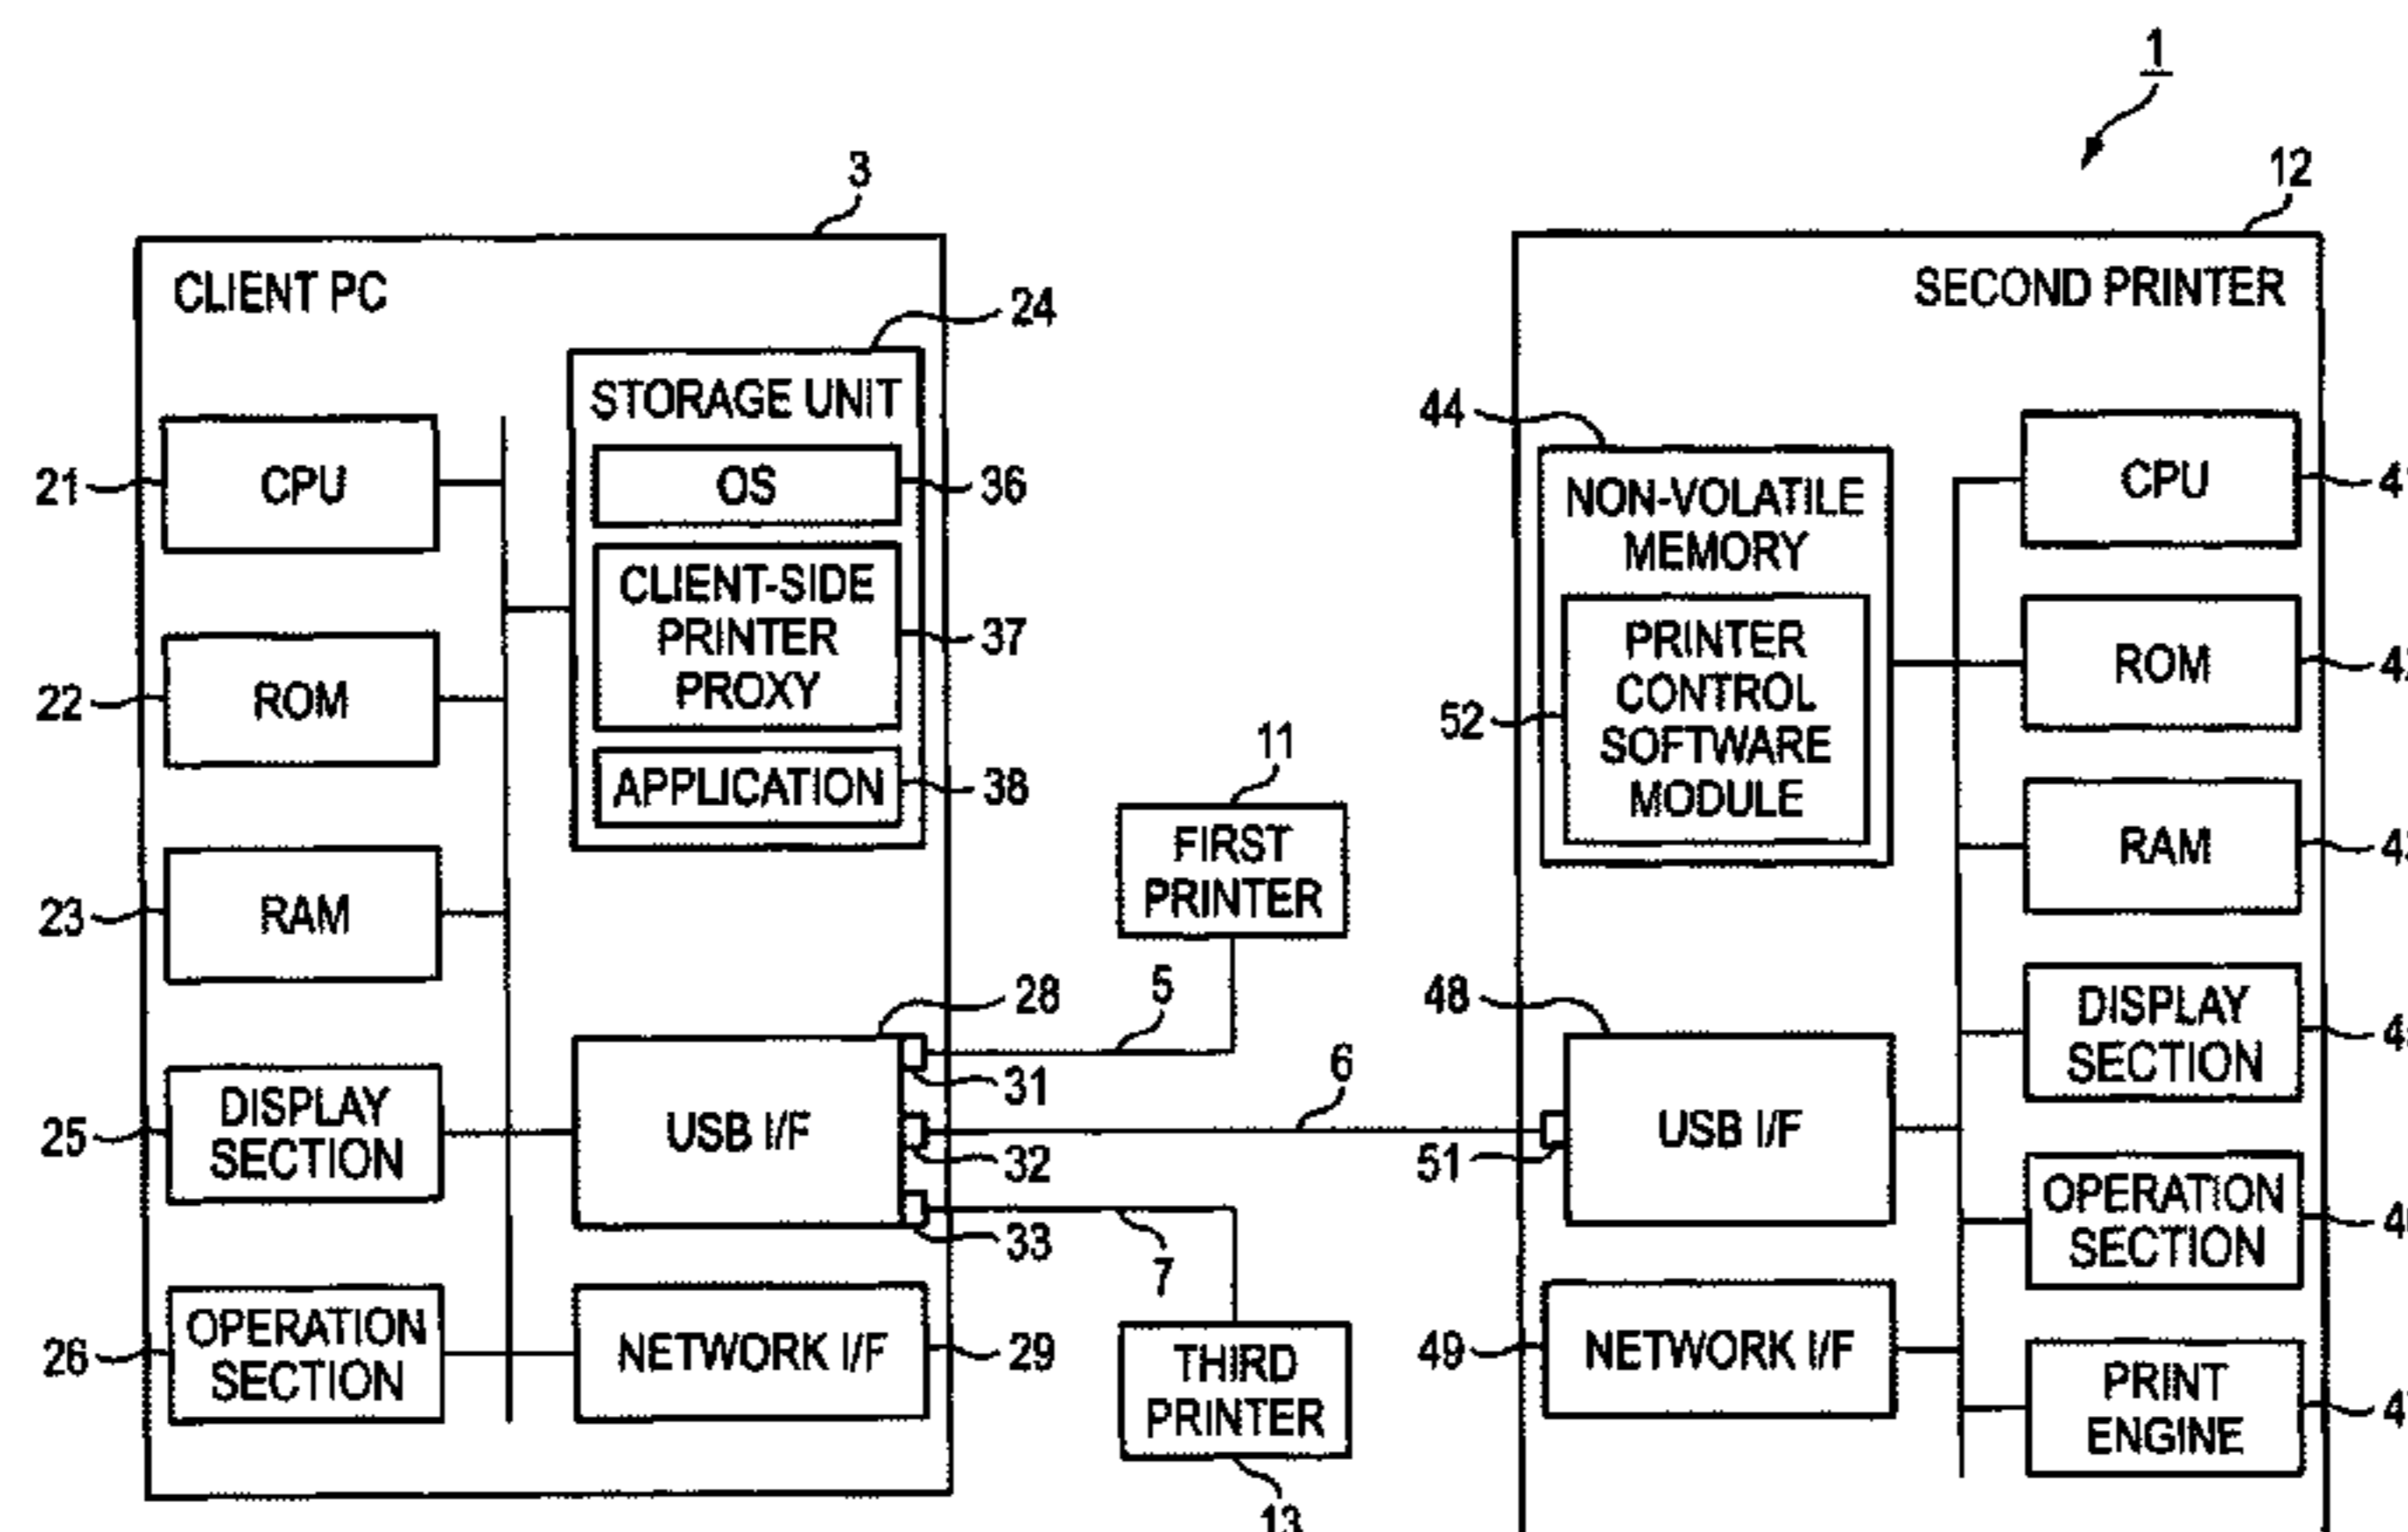 1
3
12
CLIENT PC
SECOND PRINTER
24
STORAGE UNIT
44
21
CPU
OS
36
NON-VOLATILE
MEMORY
CPU
CLIENT-SIDE
PRINTER
PROXY
37
PRINTER
CONTROL
SOFTWARE
MODULE
52
ROM
22
ROM
APPLICATION
38
11
FIRST
PRINTER
RAM
23
RAM
28
5
48
DISPLAY
SECTION
31
25
DISPLAY
SECTION
USB I/F
32
6
51
USB I/F
33
7
OPERATION
SECTION
26
OPERATION
SECTION
NETWORK I/F
29
THIRD
PRINTER
49
NETWORK I/F
PRINT
ENGINE
13